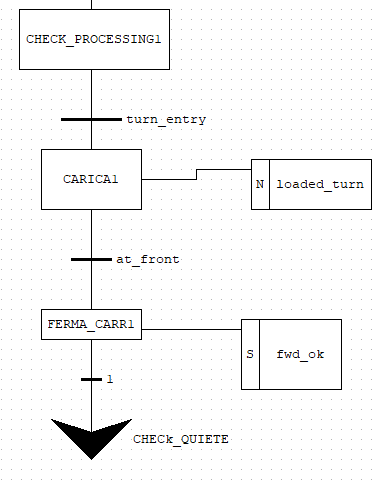 CHECK_PROCESSING1
turn_entry
CARICA1
N loaded_turn
at_front
FERMA_CARR1
S fwd_ok
1
CHECk_QUIETE